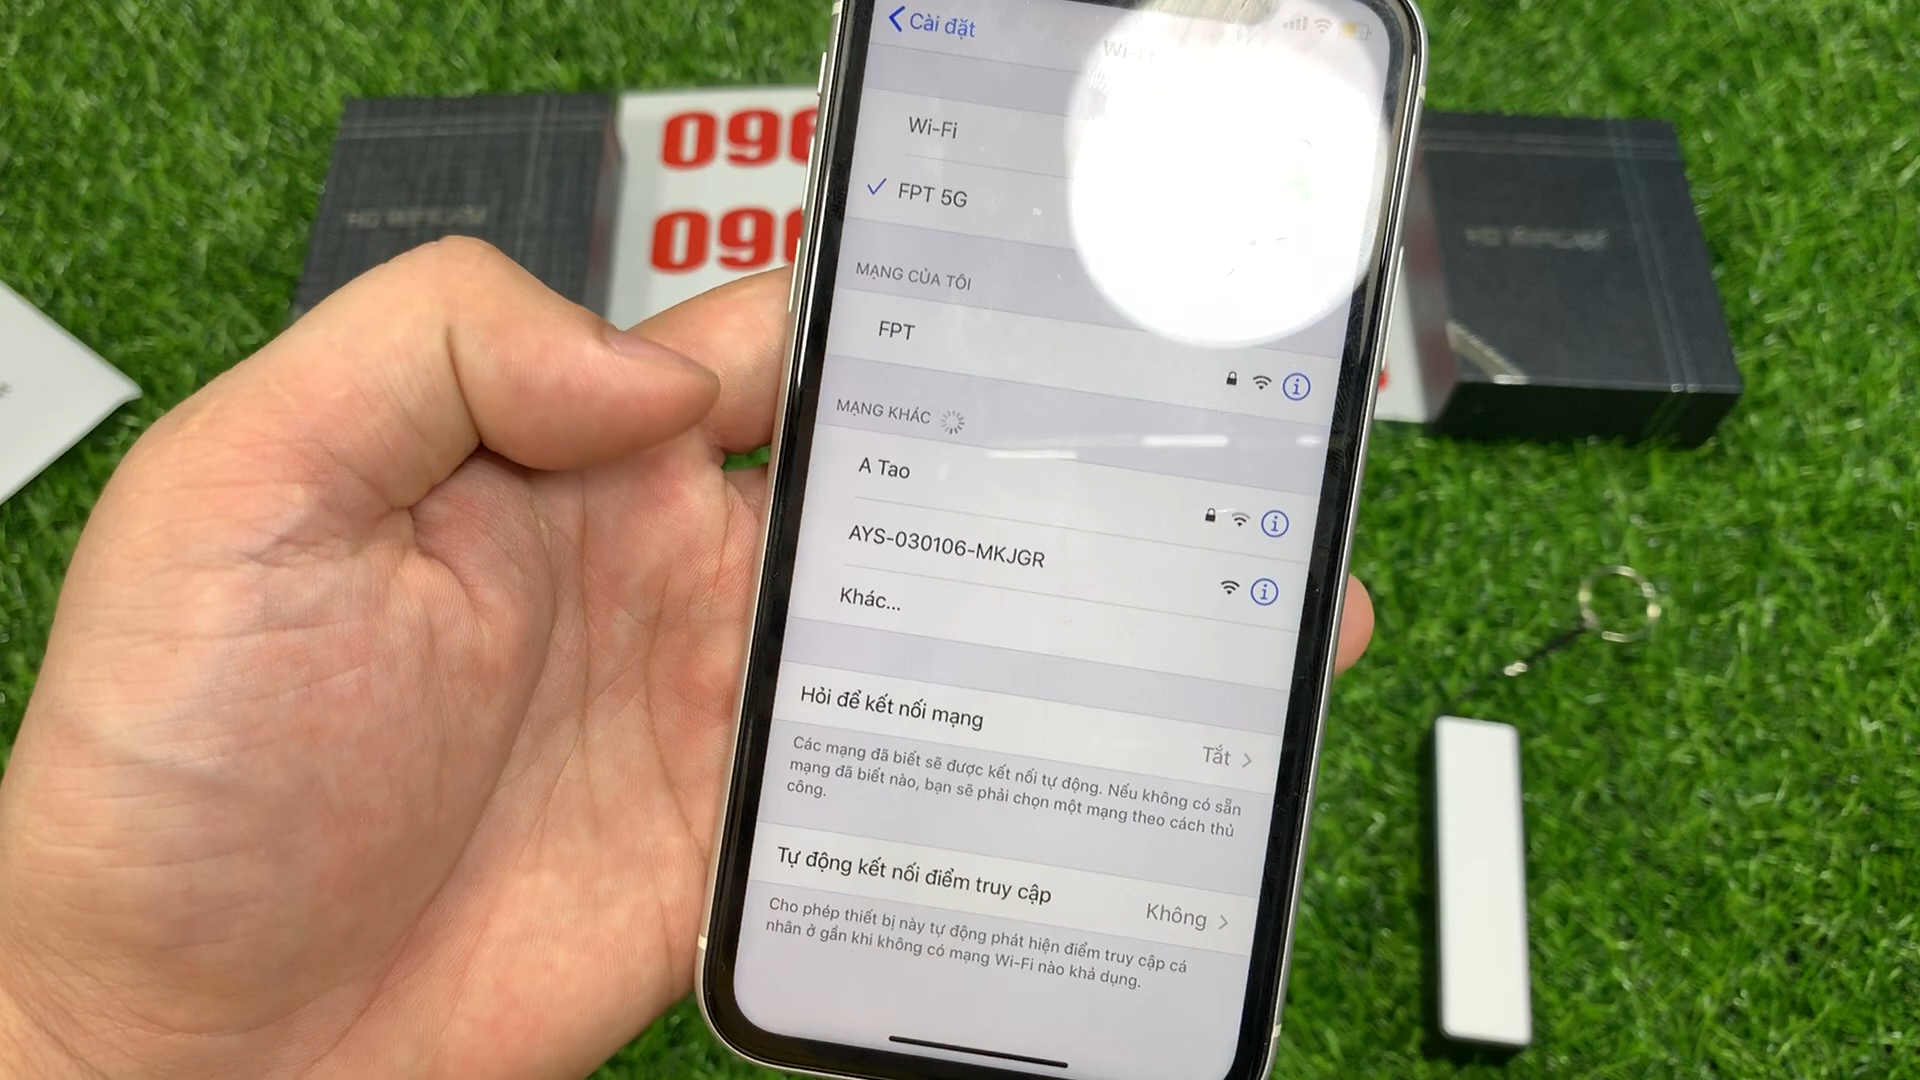 Cài đặt
Wi-Fi
Wi-Fi
FPT 5G
MẠNG CỦA TÔI
FPT
MẠNG KHÁC
A Tao
AYS-030106-MKJGR
Khác...
Hỏi để kết nối mạng
Tắt
Các mạng đã biết sẽ được kết nối tự động. Nếu không có sẵn
mạng đã biết nào, bạn sẽ phải chọn một mạng theo cách thủ
công.
Tự động kết nối điểm truy cập
Không
Cho phép thiết bị này tự động phát hiện điểm truy cập cá
nhân ở gần khi không có mạng Wi-Fi nào khả dụng.
096
096